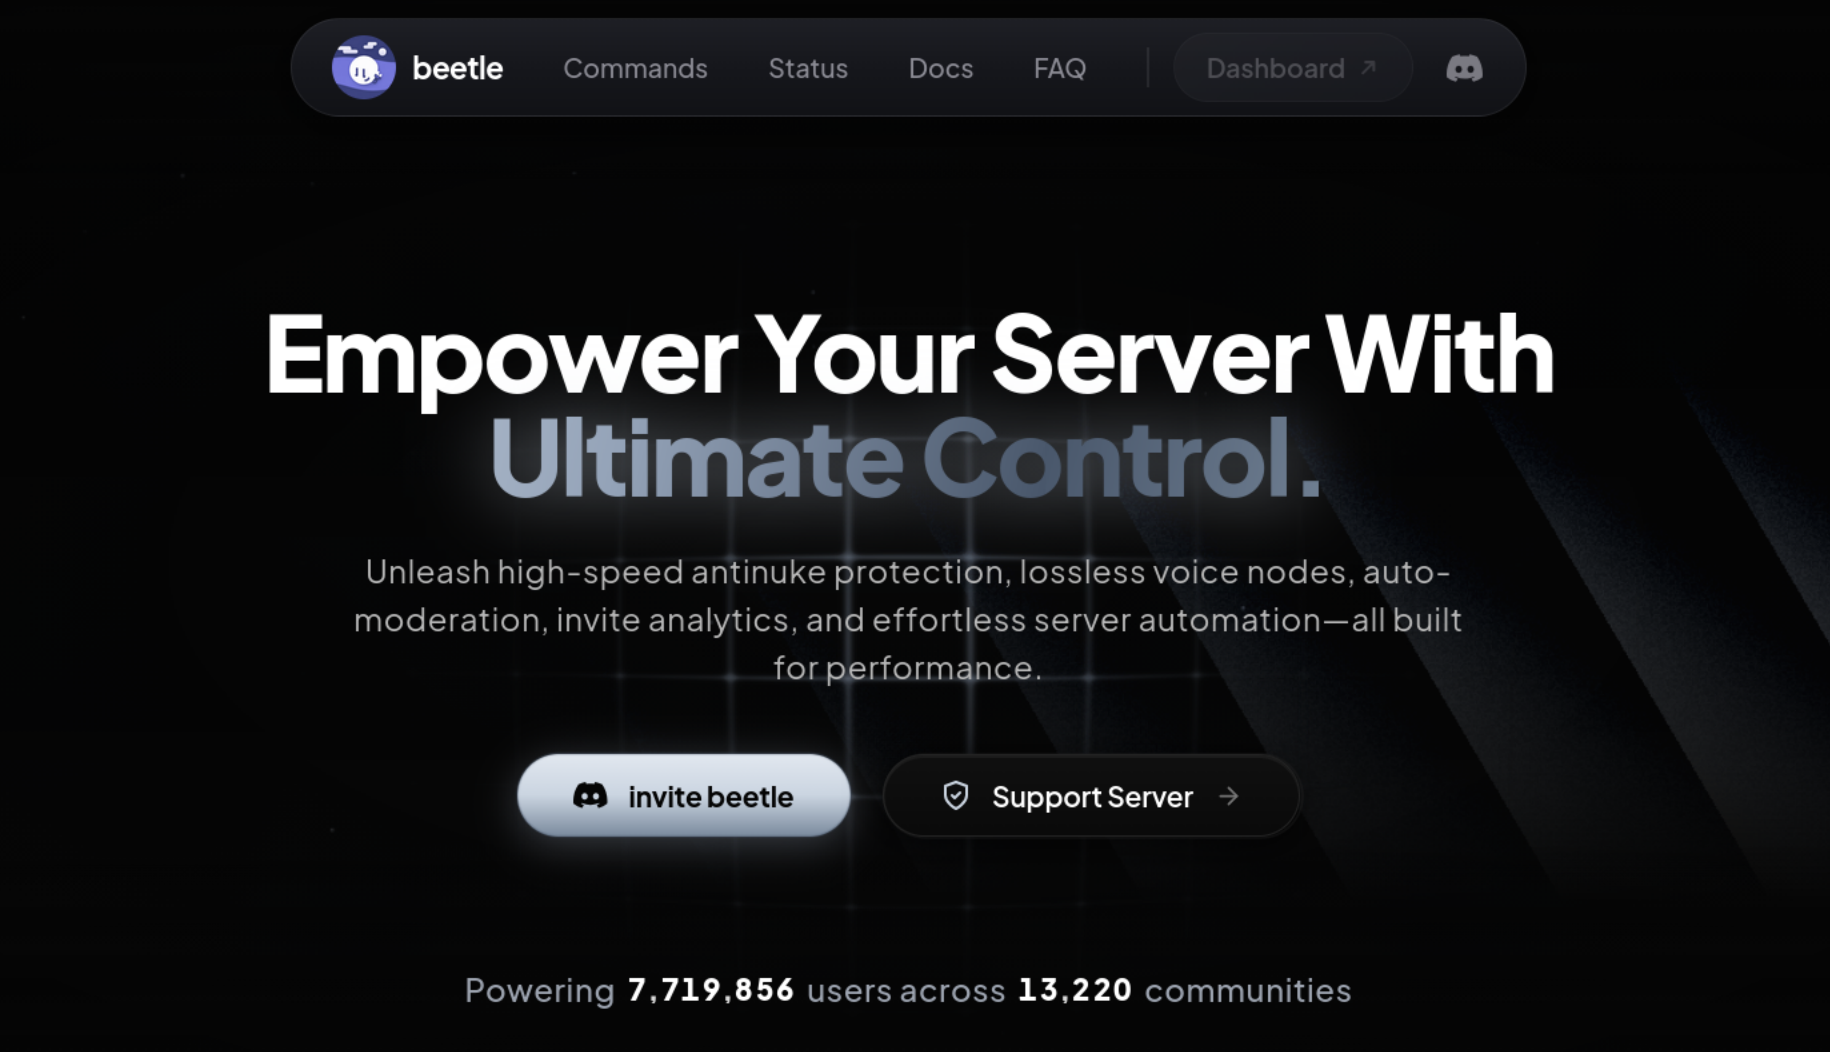 beetle Commands Status Docs FAQ Dashboard
Empower Your Server With
Ultimate Control.
Unleash high-speed antinuke protection, lossless voice nodes, auto-
moderation, invite analytics, and effortless server automation—all built
for performance.
invite beetle Support Server
Powering 7,719,856 users across 13,220 communities